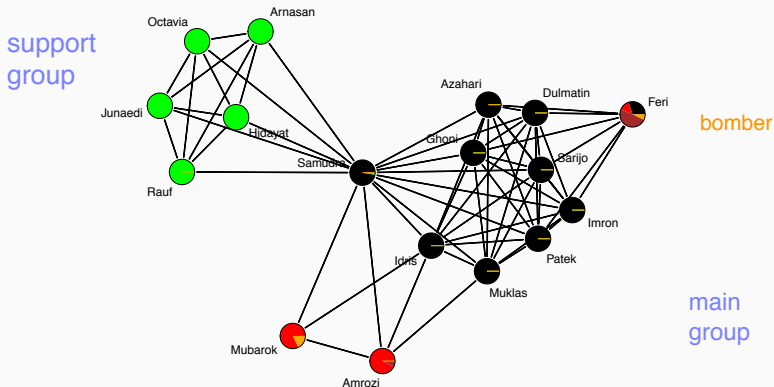 Arnasan
Octavia
support
group
Junaedi
Hidayat
Rauf
Samudra
Azahari
Dulmatin
Feri
bomber
Ghoni
Sarijo
Imron
Idris
Patek
Muklas
main
group
Mubarok
Amrozi